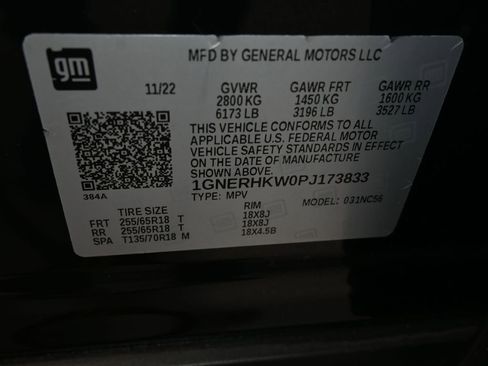 gm
MFD BY GENERAL MOTORS LLC
11/22 GVWR GAWR FRT GAWR RR
2800 KG 1450 KG 1600 KG
6173 LB 3196 LB 3527 LB
THIS VEHICLE CONFORMS TO ALL
APPLICABLE U.S. FEDERAL MOTOR
VEHICLE SAFETY STANDARDS IN EFFECT
ON THE DATE OF MANUFACTURE
SHOWN ABOVE.
1GNERHKW0PJ173833
384A
TYPE: MPV MODEL: 031NC56
TIRE SIZE RIM
FRT 255/65R18 T 18X8J
RR 255/65R18 T 18X8J
SPA T135/70R18 M 18X4.5B